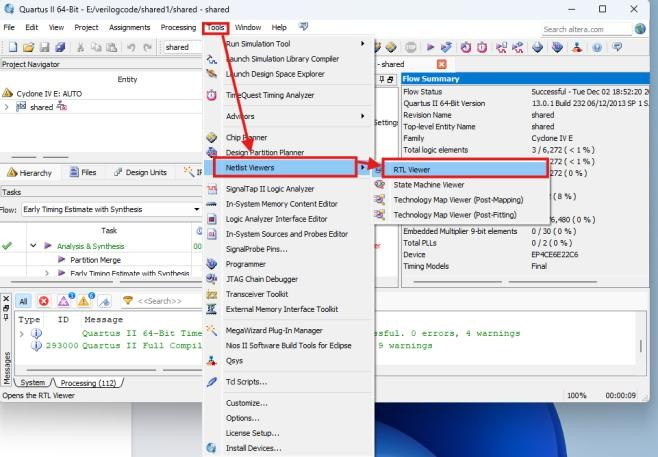 Quartus II 64-Bit - E:/verilogcode/shared1/shared - shared
File Edit View Project Assignments Processing Tools Window Help
Search altera.com
shared
Project Navigator
Entity
Cyclone IV E: AUTO
shared
Hierarchy Files Design Units
Tasks
Flow: Early Timing Estimate with Synthesis
Task
Analysis & Synthesis 00
Partition Merge
Early Timing Estimate with Synthesis
Run Simulation Tool
Launch Simulation Library Compiler
Launch Design Space Explorer
TimeQuest Timing Analyzer
Advisors
Chip Planner
Design Partition Planner
Netlist Viewers
SignalTap II Logic Analyzer
In-System Memory Content Editor
Logic Analyzer Interface Editor
In-System Sources and Probes Editor
SignalProbe Pins...
Programmer
JTAG Chain Debugger
Transceiver Toolkit
External Memory Interface Toolkit
MegaWizard Plug-In Manager
Nios II Software Build Tools for Eclipse
Qsys
Tcl Scripts...
Customize...
Options...
License Setup...
Install Devices...
RTL Viewer
State Machine Viewer
Technology Map Viewer (Post-Mapping)
Technology Map Viewer (Post-Fitting)
- shared
Settings
Flow Summary
Flow Status Successful - Tue Dec 02 18:52:20 2
Quartus II 64-Bit Version 13.0.1 Build 232 06/12/2013 SP 1 S
Revision Name shared
Top-level Entity Name shared
Family Cyclone IV E
Total logic elements 3 / 6,272 ( < 1 % )
272 ( < 1 % )
272 ( 0 % )
( 8 % )
6,480 ( 0 % )
Embedded Multiplier 9-bit elements 0 / 30 ( 0 % )
Total PLLs 0 / 2 ( 0 % )
Device EP4CE6E22C6
Timing Models Final
All <<Search>>
Type ID Message
Quartus II 64-Bit Time ssful. 0 errors, 4 warnings
293000 Quartus II Full Compil 9 warnings
Messages
System Processing (112)
Opens the RTL Viewer
100% 00:00:09